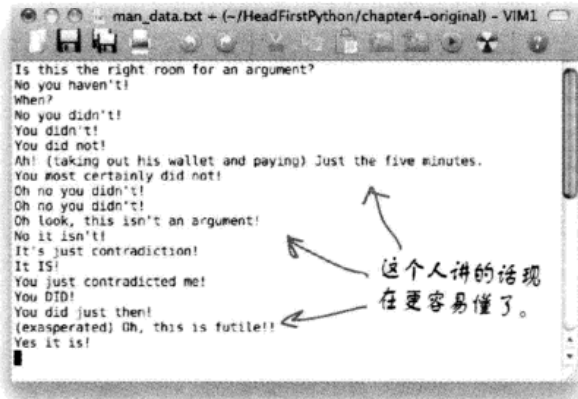 man_data.txt + (~/HeadFirstPython/chapter4-original) - VIM1
Is this the right room for an argument?
No you haven't!
When?
No you didn't!
You didn't!
You did not!
Ah! (taking out his wallet and paying) Just the five minutes.
You most certainly did not!
Oh no you didn't!
Oh no you didn't!
Oh look, this isn't an argument!
No it isn't!
It's just contradiction!
It IS!
You just contradicted me!
You DID!
You did just then!
(exasperated) Oh, this is futile!!
Yes it is!
这个人讲的话现
在更容易懂了。